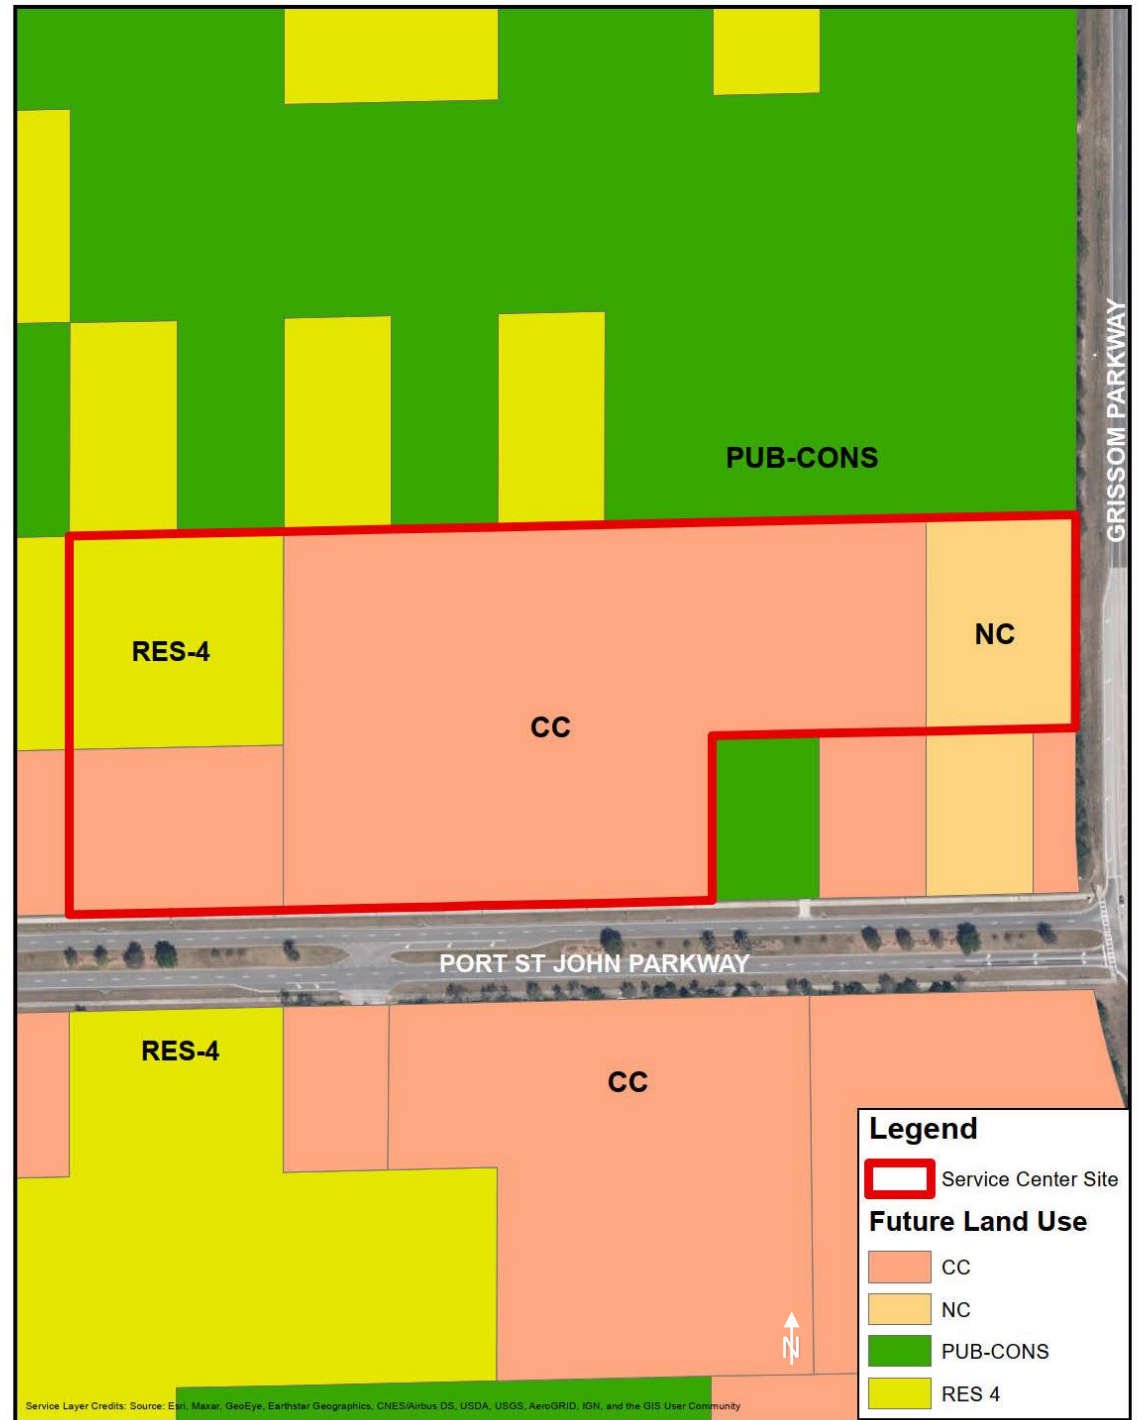 PUB-CONS
GRISSOM PARKWAY
RES-4
NC
CC
PORT ST JOHN PARKWAY
RES-4
CC
Legend
Service Center Site
Future Land Use
CC
NC
PUB-CONS
RES 4
N
Service Layer Credits: Source: Esri, Maxar, GeoEye, Earthstar Geographics, CNES/Airbus DS, USDA, USGS, AeroGRID, IGN, and the GIS User Community